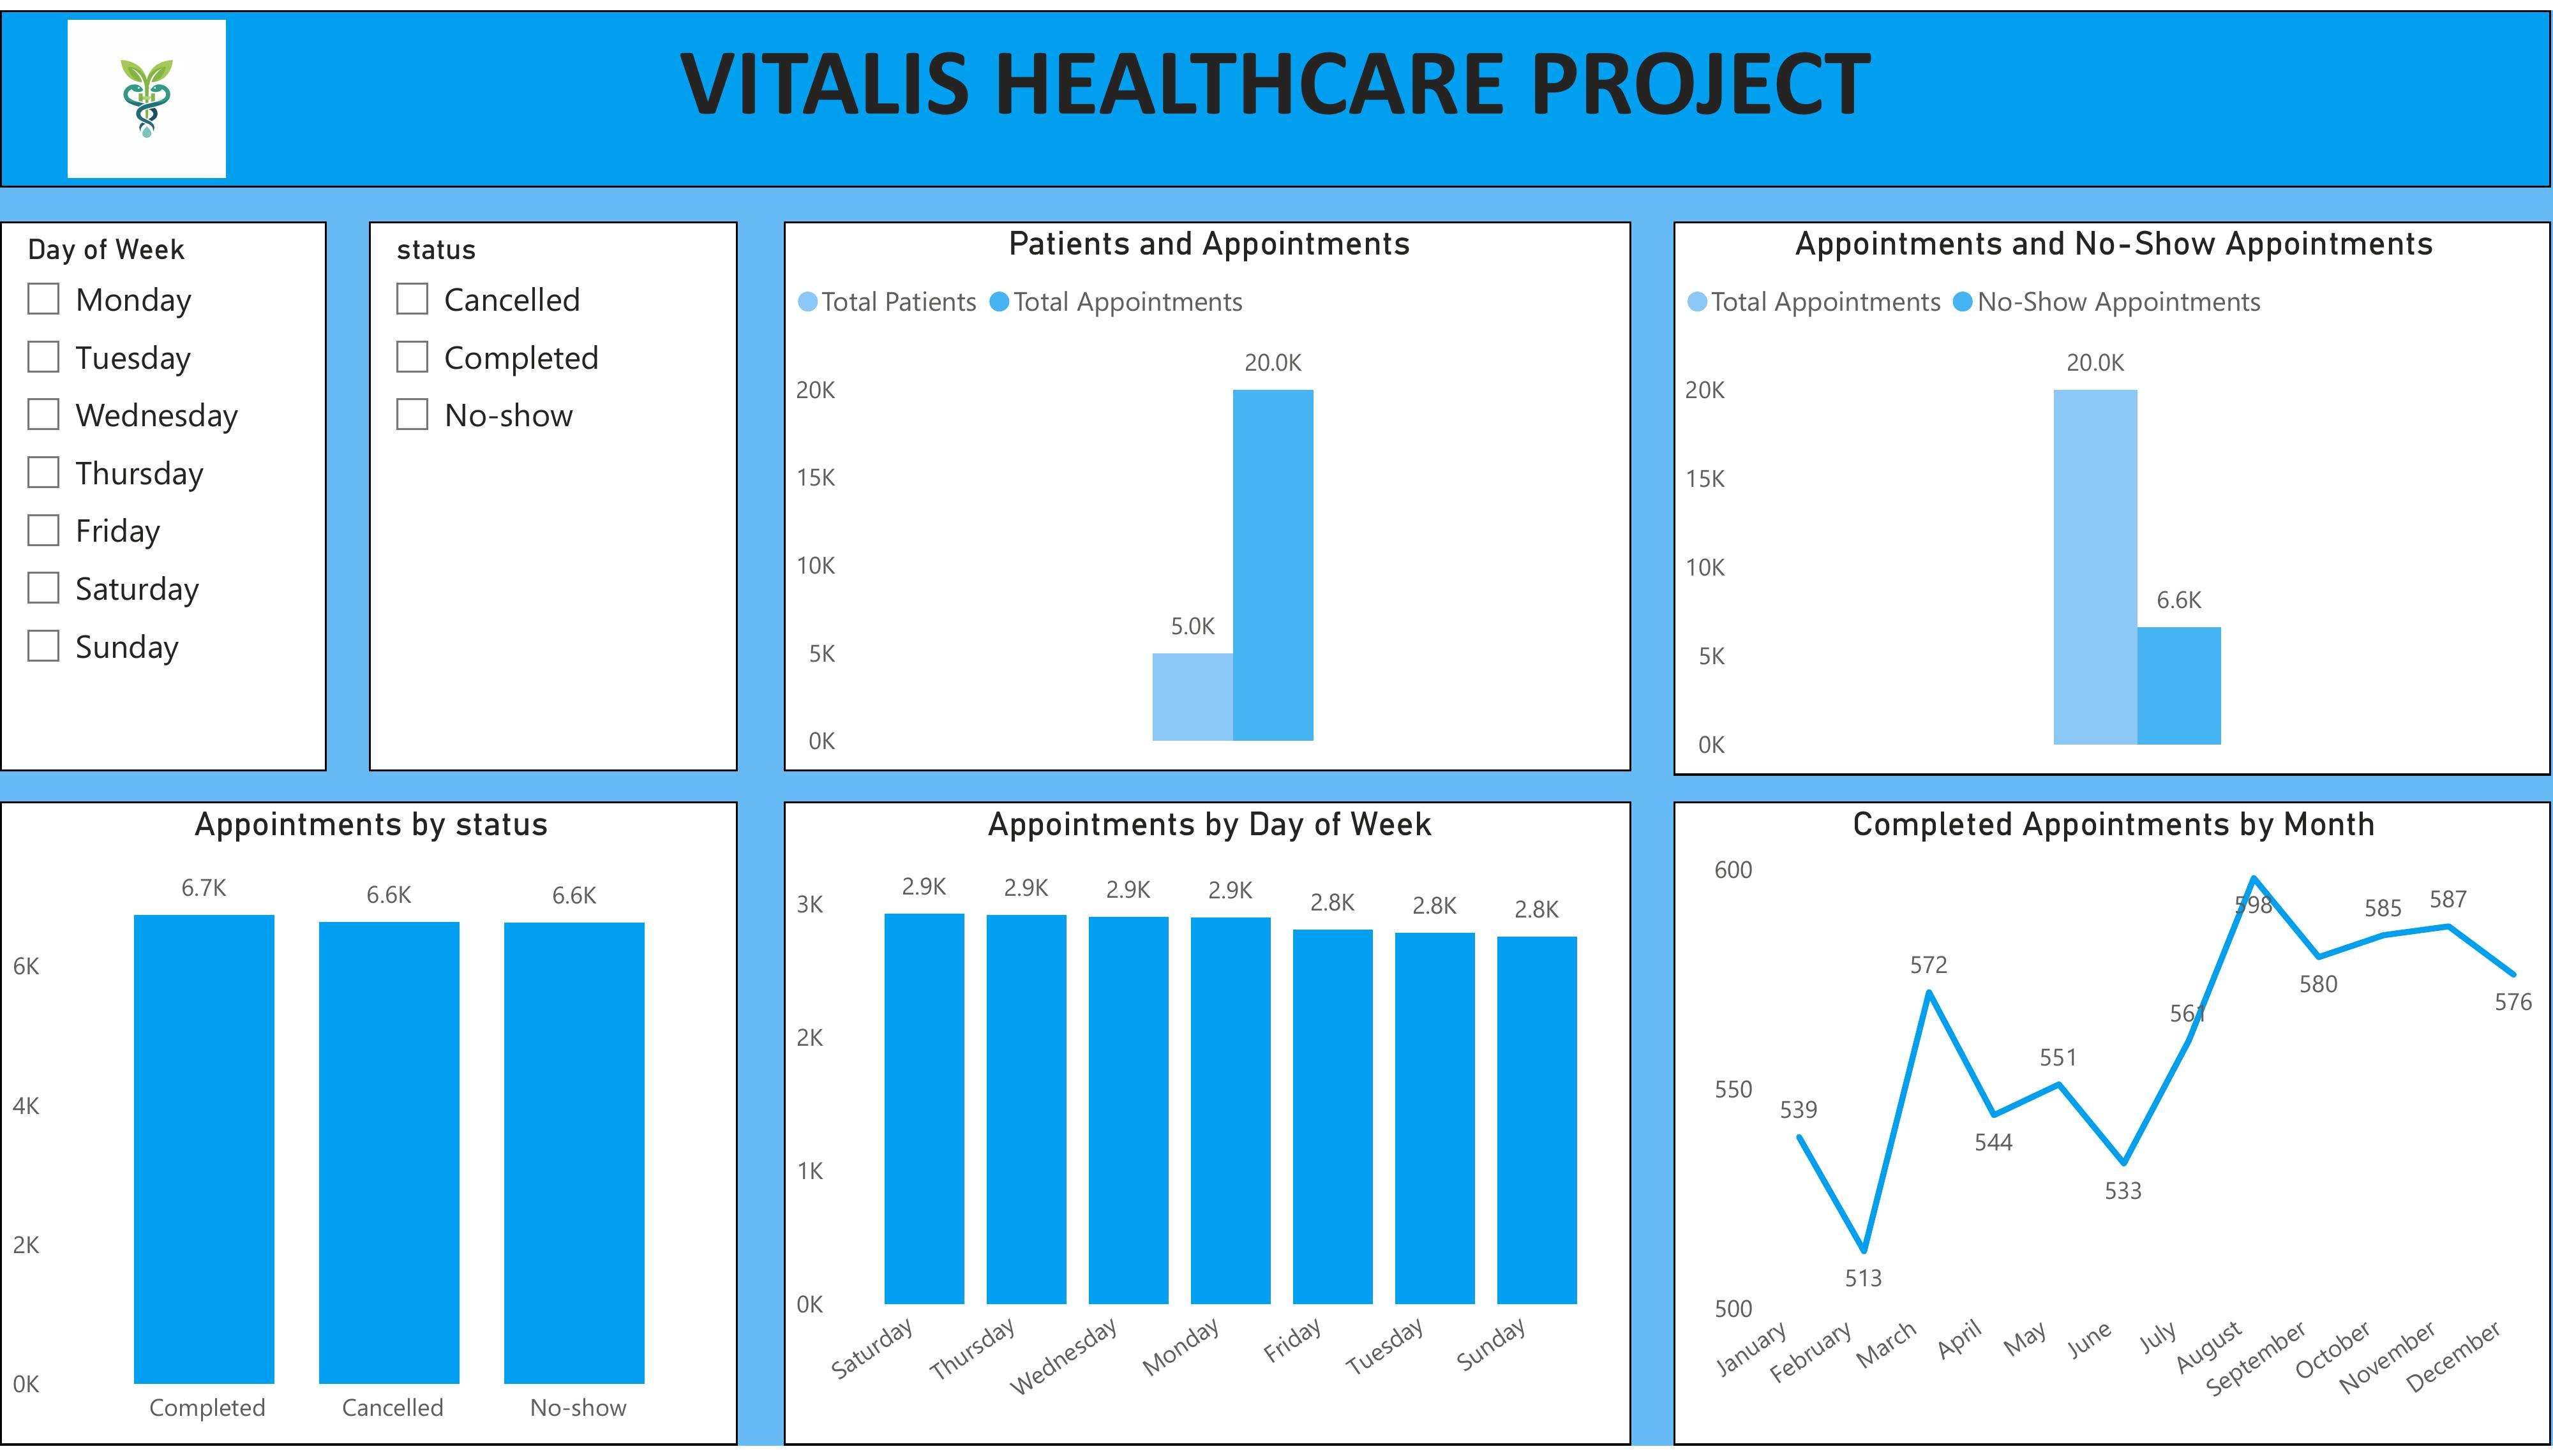 VITALIS HEALTHCARE PROJECT
Day of Week
Monday
Tuesday
Wednesday
Thursday
Friday
Saturday
Sunday
status
Cancelled
Completed
No-show
Patients and Appointments
Total Patients Total Appointments
20.0K
20K
15K
10K
5.0K
5K
0K
Appointments and No-Show Appointments
Total Appointments No-Show Appointments
20.0K
20K
15K
10K
6.6K
5K
0K
Appointments by status
6.7K 6.6K 6.6K
6K
4K
2K
0K
Completed Cancelled No-show
Appointments by Day of Week
2.9K 2.9K 2.9K 2.9K 2.8K 2.8K 2.8K
3K
2K
1K
0K
Saturday Thursday Wednesday Monday Friday Tuesday Sunday
Completed Appointments by Month
600
550
500
539 513 572 544 551 533 561 598 580 585 587 576
January February March April May June July August September October November December